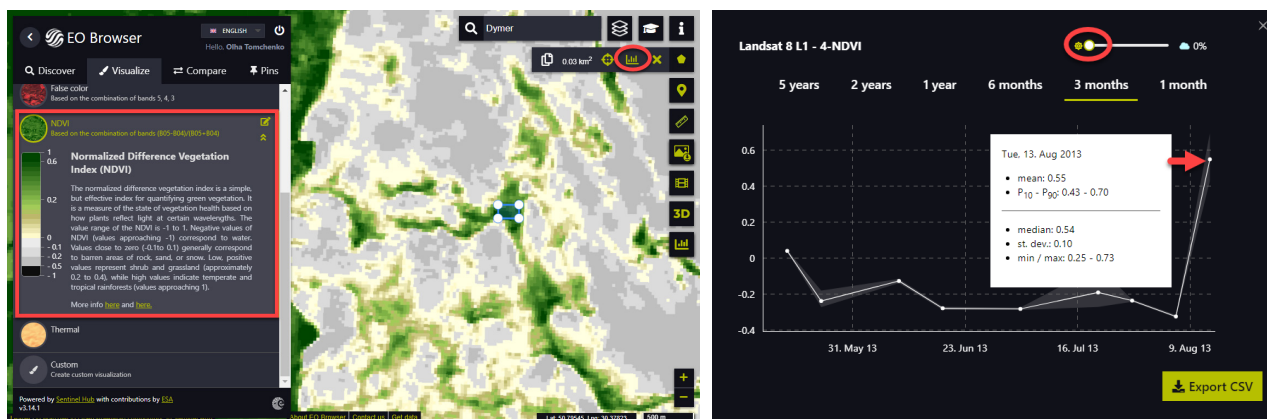 EO Browser
ENGLISH
Hello, Olha Tomchenko
Discover
Visualize
Compare
Pins
False color
Based on the combination of bands 5, 4, 3
NDVI
Based on the combination of bands (B05-B04)/(B05+B04)
1
0.6
0.2
0
- 0.1
- 0.2
- 0.5
- 1
Normalized Difference Vegetation
Index (NDVI)
The normalized difference vegetation index is a simple,
but effective index for quantifying green vegetation. It
is a measure of the state of vegetation health based on
how plants reflect light at certain wavelengths. The
value range of the NDVI is -1 to 1. Negative values of
NDVI (values approaching -1) correspond to water.
Values close to zero (-0.1to 0.1) generally correspond
to barren areas of rock, sand, or snow. Low, positive
values represent shrub and grassland (approximately
0.2 to 0.4), while high values indicate temperate and
tropical rainforests (values approaching 1).
More info here and here.
Thermal
Custom
Create custom visualization
Powered by Sentinel Hub with contributions by ESA
v3.14.1
Dymer
0.03 km²
3D
+
−
About EO Browser | Contact us | Get data
Lat: 50.79545, Lng: 30.37823
500 m
Landsat 8 L1 - 4-NDVI
0%
5 years
2 years
1 year
6 months
3 months
1 month
0.6
0.4
0.2
0
-0.2
-0.4
Tue, 13. Aug 2013
• mean: 0.55
• P10 - P90: 0.43 - 0.70
• median: 0.54
• st. dev.: 0.10
• min / max: 0.25 - 0.73
31. May 13
23. Jun 13
16. Jul 13
9. Aug 13
Export CSV